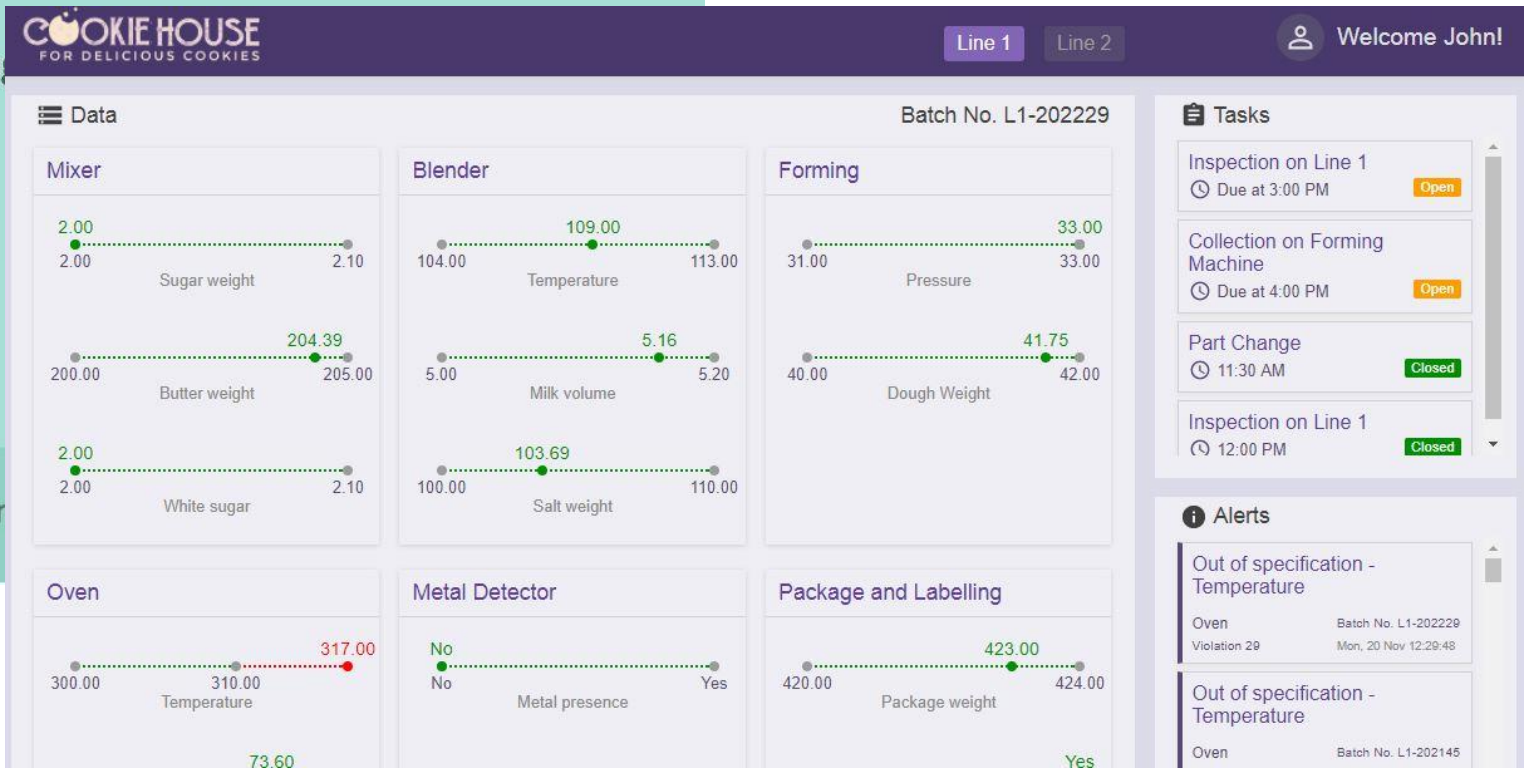 COOKIE HOUSE
FOR DELICIOUS COOKIES
Line 1
Line 2
Welcome John!
Data
Batch No. L1-202229
Mixer
2.00
2.00
2.10
Sugar weight
204.39
200.00
205.00
Butter weight
2.00
2.00
2.10
White sugar
Blender
109.00
104.00
113.00
Temperature
5.16
5.00
5.20
Milk volume
103.69
100.00
110.00
Salt weight
Forming
33.00
31.00
33.00
Pressure
41.75
40.00
42.00
Dough Weight
Oven
317.00
300.00
310.00
Temperature
73.60
Metal Detector
No
No
Yes
Metal presence
Package and Labelling
423.00
420.00
424.00
Package weight
Yes
Tasks
Inspection on Line 1
Due at 3:00 PM
Open
Collection on Forming
Machine
Due at 4:00 PM
Open
Part Change
11:30 AM
Closed
Inspection on Line 1
12:00 PM
Closed
Alerts
Out of specification -
Temperature
Oven
Batch No. L1-202229
Violation 29
Mon, 20 Nov 12:29:48
Out of specification -
Temperature
Oven
Batch No. L1-202145